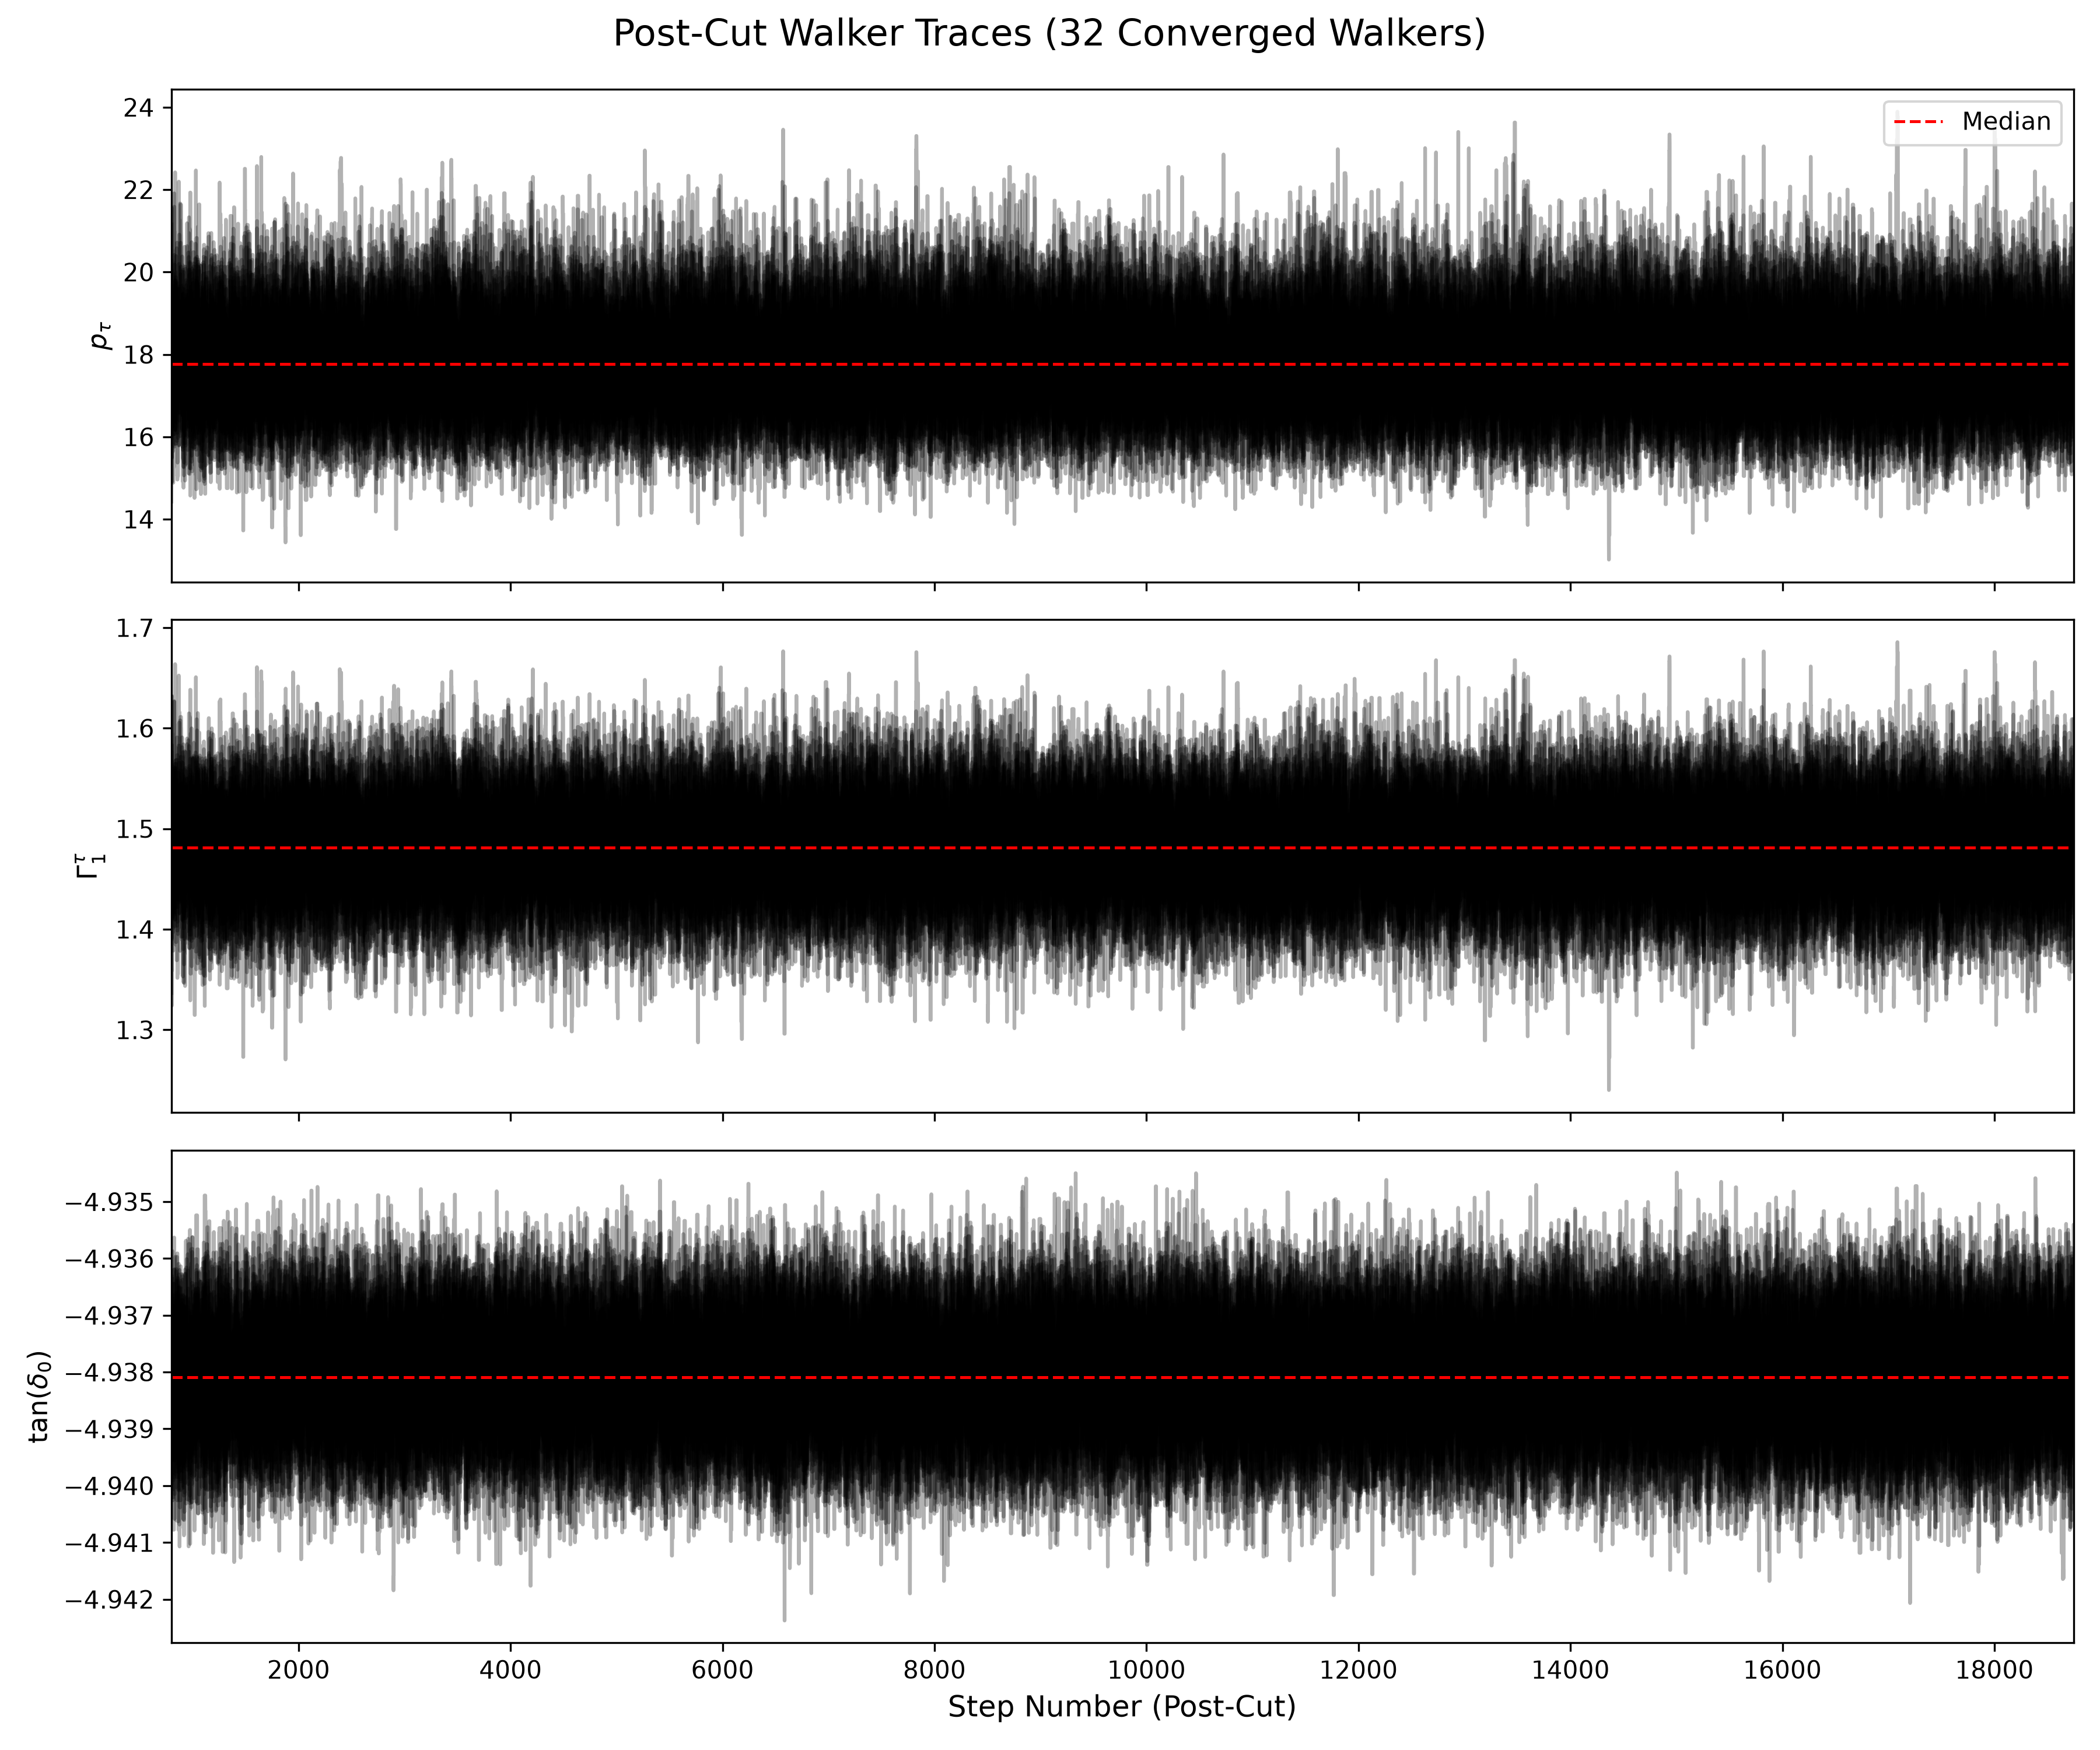 Post-Cut Walker Traces (32 Converged Walkers)
24
22
20
18
16
14
p_τ
Median
1.7
1.6
1.5
1.4
1.3
Γ₁^τ
−4.935
−4.936
−4.937
−4.938
−4.939
−4.940
−4.941
−4.942
tan(δ₀)
2000 4000 6000 8000 10000 12000 14000 16000 18000
Step Number (Post-Cut)